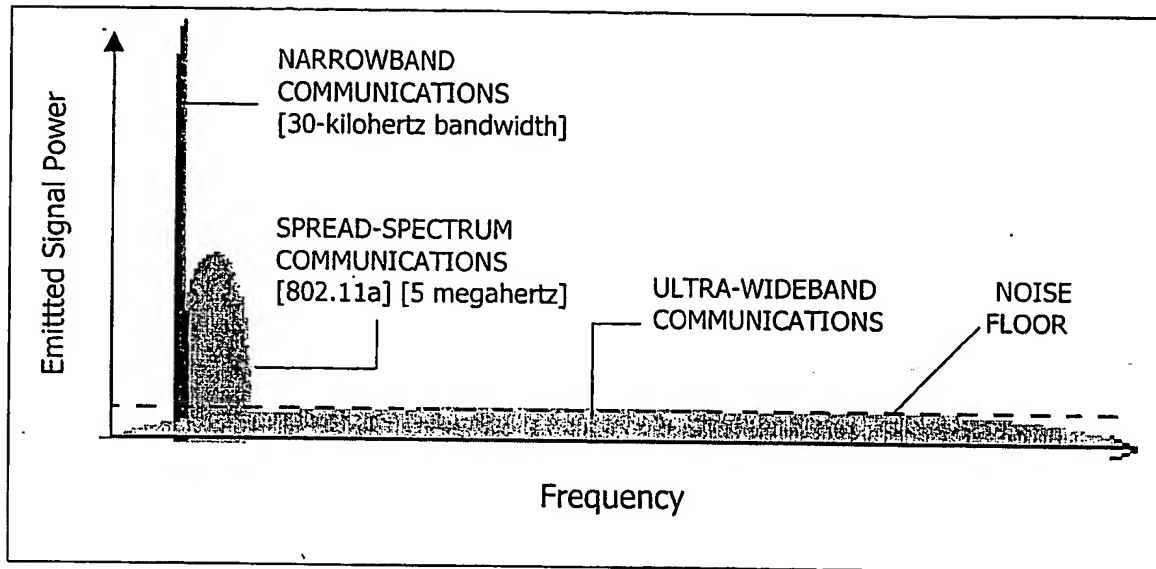 NARROWBAND
COMMUNICATIONS
[30-kilohertz bandwidth]
Emittted Signal Power
SPREAD-SPECTRUM
COMMUNICATIONS
[802.11a] [5 megahertz]
ULTRA-WIDEBAND
COMMUNICATIONS
NOISE
FLOOR
Frequency